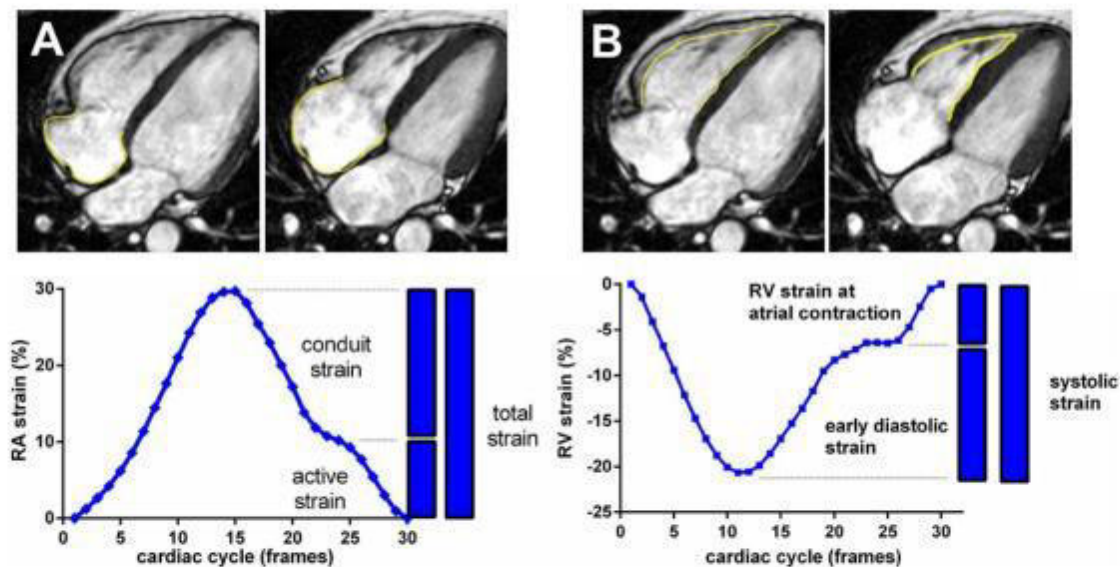 A
B
30
20
10
0
RA strain (%)
conduit
strain
active
strain
total
strain
0 5 10 15 20 25 30
cardiac cycle (frames)
0
-5
-10
-15
-20
-25
RV strain (%)
RV strain at
atrial contraction
early diastolic
strain
systolic
strain
0 5 10 15 20 25 30
cardiac cycle (frames)